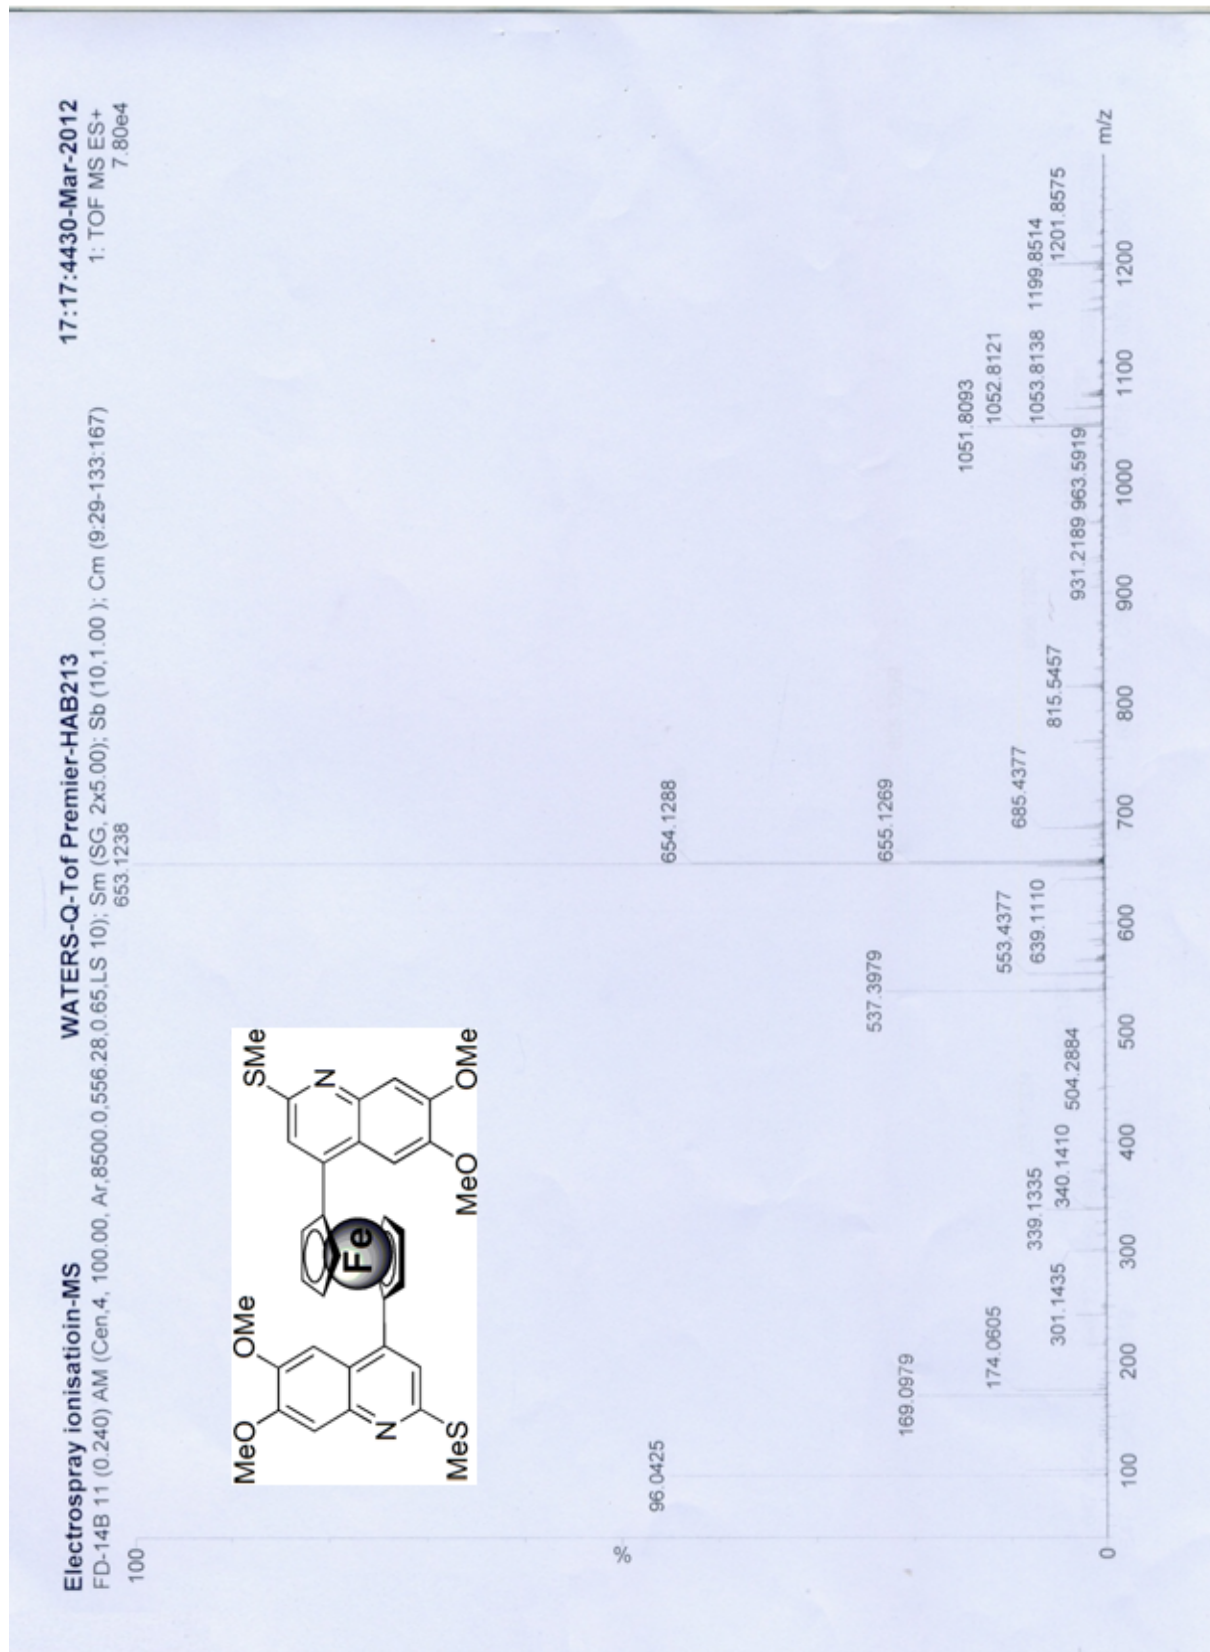 Electrospray ionisatioin-MS WATERS-Q-Tof Premier-HAB213 17:17:4430-Mar-2012
FD-14B 11 (0.240) AM (Cen,4, 100.00, Ar,8500.0,556.28,0.65,LS 10); Sm (SG, 2x5.00); Sb (10,1.00 ); Cm (9:29-133:167) 1: TOF MS ES+
653.1238 7.80e4
100
%
0
MeO
OMe
N
MeS
Fe
SMe
N
MeO
OMe
96.0425
169.0979
174.0605
301.1435
339.1335
340.1410
504.2884
537.3979
553.4377
639.1110
654.1288
655.1269
685.4377
815.5457
931.2189 963.5919
1051.8093
1052.8121
1053.8138
1199.8514
1201.8575
100 200 300 400 500 600 700 800 900 1000 1100 1200 m/z